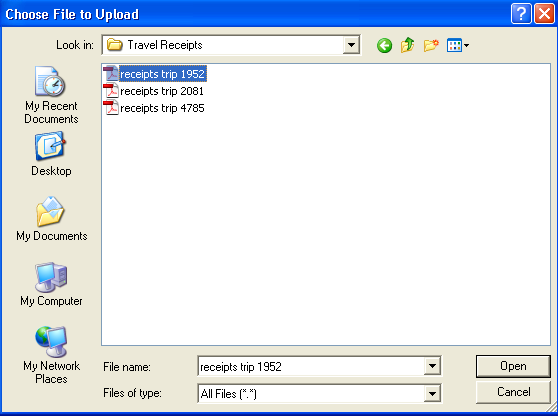 Choose File to Upload
Look in: Travel Receipts
receipts trip 1952
receipts trip 2081
receipts trip 4785
My Recent
Documents
Desktop
My Documents
My Computer
My Network
Places
File name: receipts trip 1952 Open
Files of type: All Files (*.*) Cancel